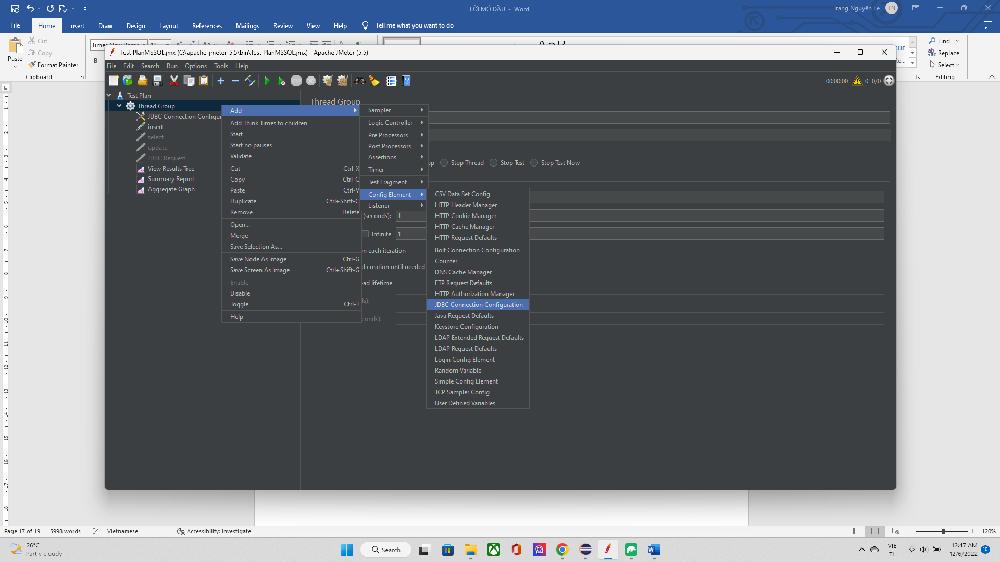 LỜI MỞ ĐẦU - Word
Trang Nguyên Lê TN
File Home Insert Draw Design Layout References Mailings Review View Help Tell me what you want to do
Cut
Copy
Format Painter
Paste
Clipboard
B
Find
Replace
Select
Editing
Test PlanMSSQL.jmx (C:\apache-jmeter-5.5\bin\Test PlanMSSQL.jmx) - Apache JMeter (5.5)
File Edit Search Run Options Tools Help
STOP
00:00:00 0 0/0
Test Plan
Thread Group
JDBC Connection Configur
insert
select
update
JDBC Request
View Results Tree
Summary Report
Aggregate Graph
Add
Add Think Times to children
Start
Start no pauses
Validate
Cut Ctrl-X
Copy Ctrl-C
Paste Ctrl-V
Duplicate Ctrl+Shift-C
Remove Delete
Open...
Merge
Save Selection As...
Save Node As Image Ctrl-G
Save Screen As Image Ctrl+Shift-G
Enable
Disable
Toggle Ctrl-T
Help
Sampler
Logic Controller
Pre Processors
Post Processors
Assertions
Timer
Test Fragment
Config Element
Listener
CSV Data Set Config
HTTP Header Manager
HTTP Cookie Manager
HTTP Cache Manager
HTTP Request Defaults
Bolt Connection Configuration
Counter
DNS Cache Manager
FTP Request Defaults
HTTP Authorization Manager
JDBC Connection Configuration
Java Request Defaults
Keystore Configuration
LDAP Extended Request Defaults
LDAP Request Defaults
Login Config Element
Random Variable
Simple Config Element
TCP Sampler Config
User Defined Variables
Thread Group
op Stop Thread Stop Test Stop Test Now
(seconds): 1
Infinite 1
on each iteration
d creation until needed
ead lifetime
ds):
conds):
Page 17 of 19 5998 words Vietnamese Accessibility: Investigate 120%
26°C
Partly cloudy
Search
VIE
TL
12:47 AM
12/6/2022
10